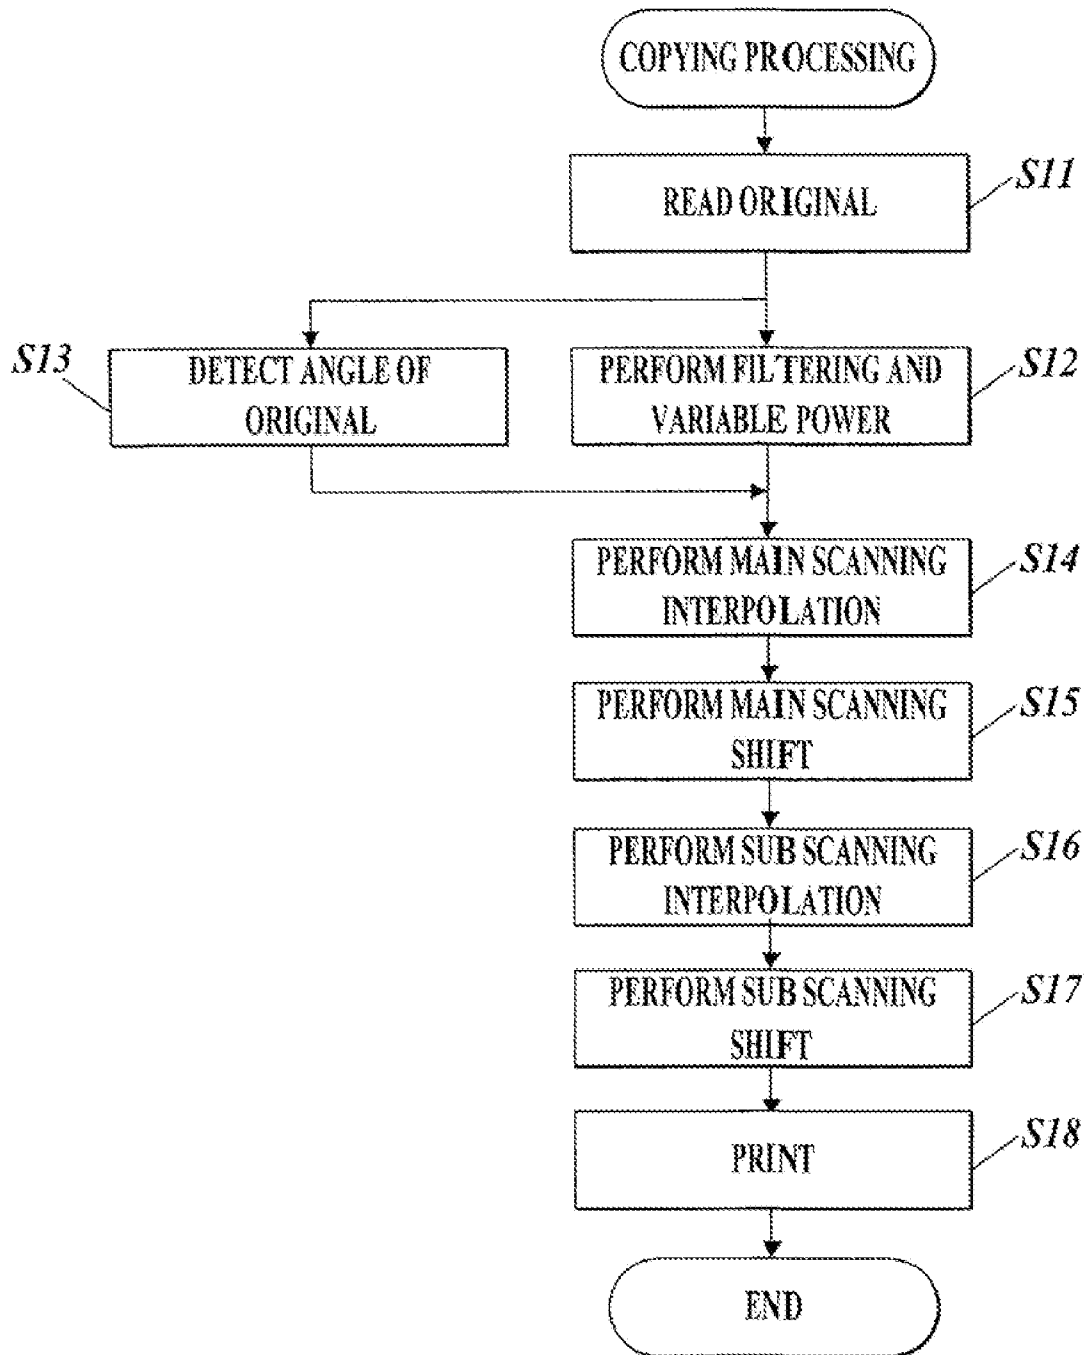 COPYING PROCESSING
S11
READ ORIGINAL
S13
DETECT ANGLE OF
ORIGINAL
S12
PERFORM FILTERING AND
VARIABLE POWER
S14
PERFORM MAIN SCANNING
INTERPOLATION
S15
PERFORM MAIN SCANNING
SHIFT
S16
PERFORM SUB SCANNING
INTERPOLATION
S17
PERFORM SUB SCANNING
SHIFT
S18
PRINT
END